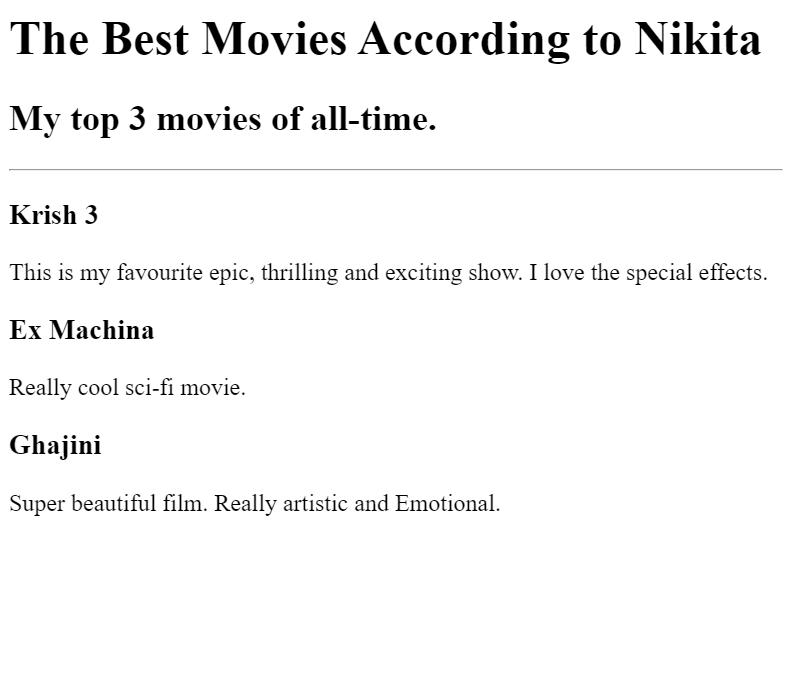 The Best Movies According to Nikita
My top 3 movies of all-time.
Krish 3
This is my favourite epic, thrilling and exciting show. I love the special effects.
Ex Machina
Really cool sci-fi movie.
Ghajini
Super beautiful film. Really artistic and Emotional.